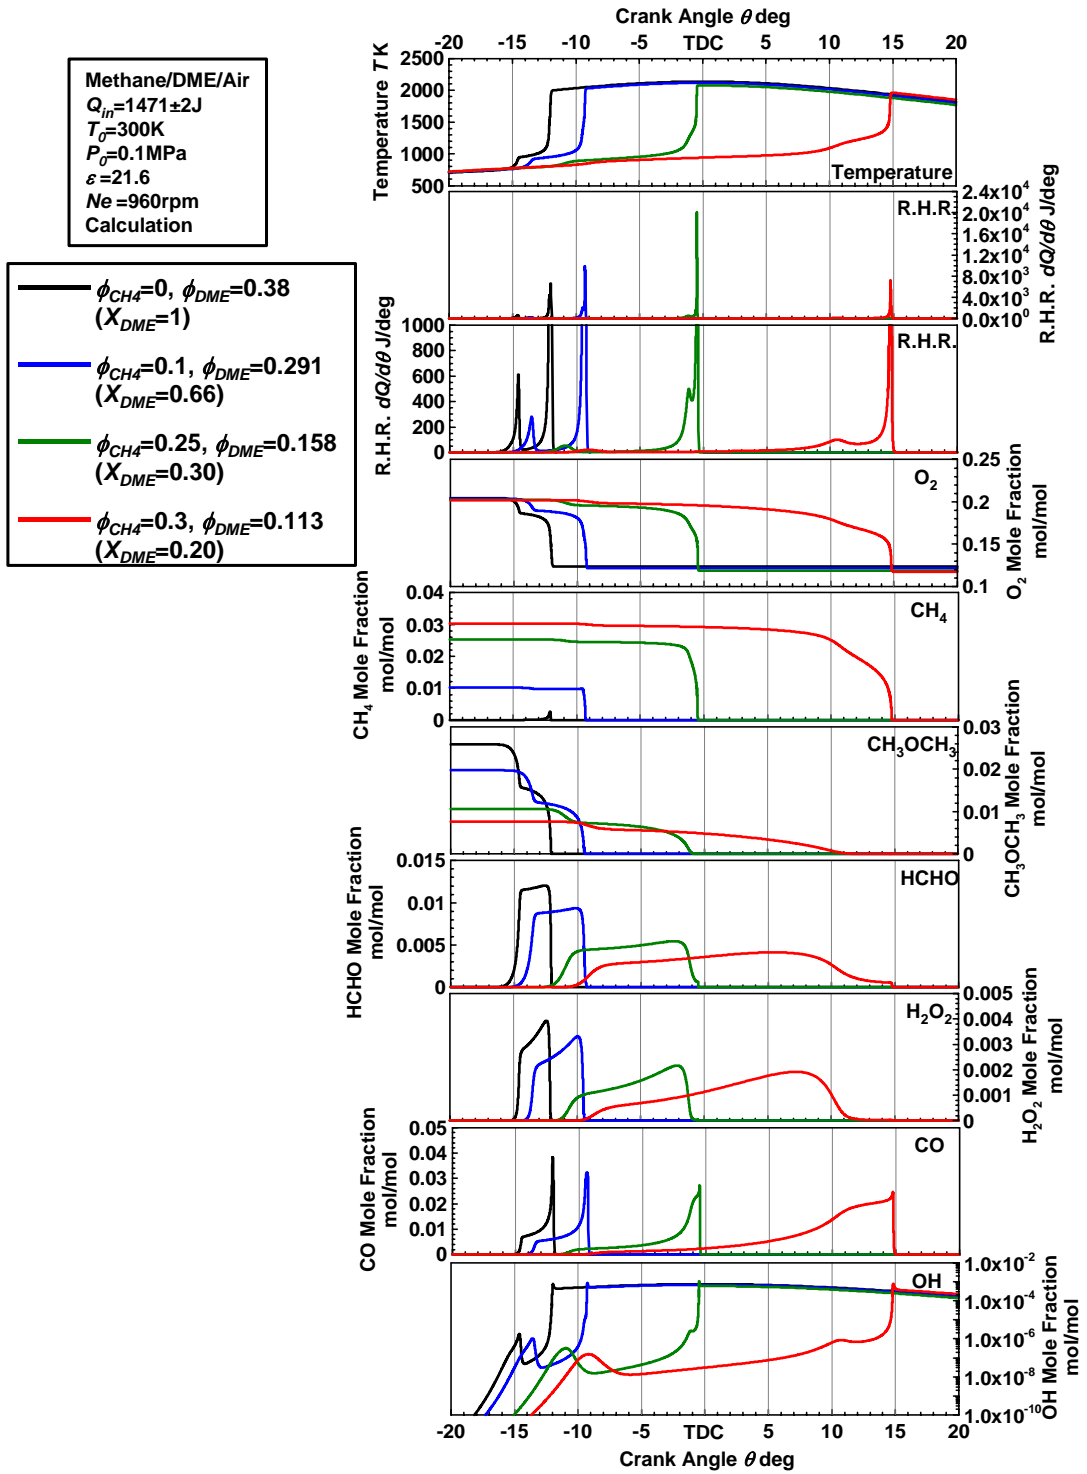 Crank Angle θ deg
-20 -15 -10 -5 TDC 5 10 15 20
Methane/DME/Air
Qin=1471±2J
T0=300K
P0=0.1MPa
ε=21.6
Ne=960rpm
Calculation
ϕCH4=0, ϕDME=0.38
(XDME=1)
ϕCH4=0.1, ϕDME=0.291
(XDME=0.66)
ϕCH4=0.25, ϕDME=0.158
(XDME=0.30)
ϕCH4=0.3, ϕDME=0.113
(XDME=0.20)
Temperature T K
2500
2000
1500
1000
500
Temperature
R.H.R.
2.4x10^4
2.0x10^4
1.6x10^4
1.2x10^4
8.0x10^3
4.0x10^3
0.0x10^0
R.H.R. dQ/dθ J/deg
R.H.R. dQ/dθ J/deg
1000
800
600
400
200
0
R.H.R.
O2
0.25
0.2
0.15
0.1
O2 Mole Fraction
mol/mol
CH4 Mole Fraction
mol/mol
0.04
0.03
0.02
0.01
0
CH4
CH3OCH3
0.03
0.02
0.01
0
CH3OCH3 Mole Fraction
mol/mol
HCHO Mole Fraction
mol/mol
0.015
0.01
0.005
0
HCHO
H2O2
0.005
0.004
0.003
0.002
0.001
0
H2O2 Mole Fraction
mol/mol
CO Mole Fraction
mol/mol
0.05
0.04
0.03
0.02
0.01
0
CO
OH
1.0x10^-2
1.0x10^-4
1.0x10^-6
1.0x10^-8
1.0x10^-10
OH Mole Fraction
mol/mol
-20 -15 -10 -5 TDC 5 10 15 20
Crank Angle θ deg